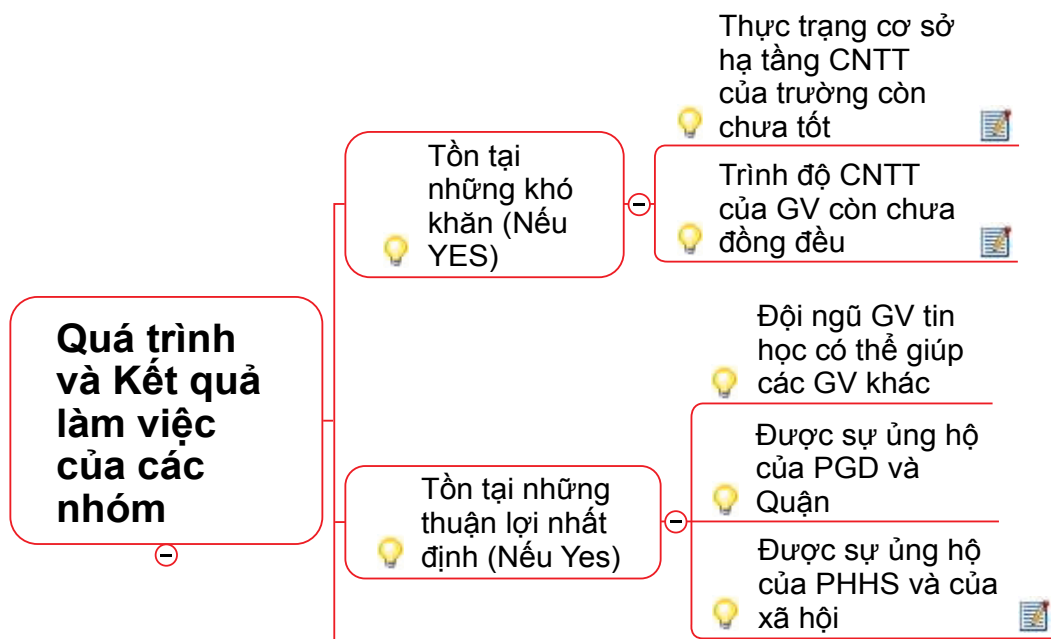 Quá trình
và Kết quả
làm việc
của các
nhóm
Tồn tại
những khó
khăn (Nếu
YES)
Thực trạng cơ sở
hạ tầng CNTT
của trường còn
chưa tốt
Trình độ CNTT
của GV còn chưa
đồng đều
Tồn tại những
thuận lợi nhất
định (Nếu Yes)
Đội ngũ GV tin
học có thể giúp
các GV khác
Được sự ủng hộ
của PGD và
Quận
Được sự ủng hộ
của PHHS và của
xã hội